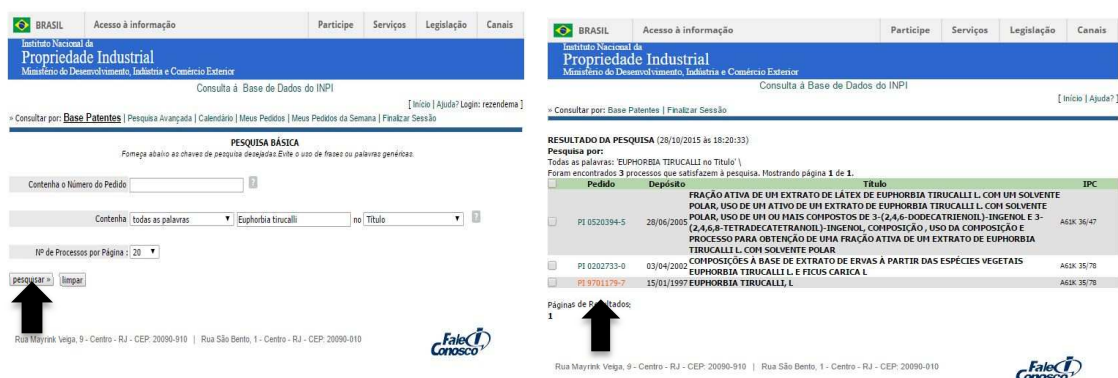 BRASIL Acesso à informação Participe Serviços Legislação Canais
Instituto Nacional da
Propriedade Industrial
Ministério do Desenvolvimento, Indústria e Comércio Exterior
Consulta à Base de Dados do INPI
[ Início | Ajuda? Login: rezendema ]
» Consultar por: Base Patentes | Pesquisa Avançada | Calendário | Meus Pedidos | Meus Pedidos da Semana | Finalizar Sessão
PESQUISA BÁSICA
Forneça abaixo as chaves de pesquisa desejadas. Evite o uso de frases ou palavras genéricas.
Contenha o Número do Pedido ?
Contenha todas as palavras Euphorbia tirucalli no Título ?
Nº de Processos por Página : 20
pesquisar » limpar
Rua Mayrink Veiga, 9 - Centro - RJ - CEP: 20090-910 | Rua São Bento, 1 - Centro - RJ - CEP: 20090-010
Fale Conosco
BRASIL Acesso à informação Participe Serviços Legislação Canais
Instituto Nacional da
Propriedade Industrial
Ministério do Desenvolvimento, Indústria e Comércio Exterior
Consulta à Base de Dados do INPI
[ Início | Ajuda? ]
» Consultar por: Base Patentes | Finalizar Sessão
RESULTADO DA PESQUISA (28/10/2015 às 18:20:33)
Pesquisa por:
Todas as palavras: 'EUPHORBIA TIRUCALLI no Titulo' \
Foram encontrados 3 processos que satisfazem à pesquisa. Mostrando página 1 de 1.
Pedido Depósito Título IPC
FRAÇÃO ATIVA DE UM EXTRATO DE LÁTEX DE EUPHORBIA TIRUCALLI L. COM UM SOLVENTE
POLAR, USO DE UM ATIVO DE UM EXTRATO DE EUPHORBIA TIRUCALLI L. COM SOLVENTE
PI 0520394-5 28/06/2005 POLAR, USO DE UM OU MAIS COMPOSTOS DE 3-(2,4,6-DODECATRIENOIL)-INGENOL E 3- A61K 36/47
(2,4,6,8-TETRADECATETRANOIL)-INGENOL, COMPOSIÇÃO , USO DA COMPOSIÇÃO E
PROCESSO PARA OBTENÇÃO DE UMA FRAÇÃO ATIVA DE UM EXTRATO DE EUPHORBIA
TIRUCALLI L. COM SOLVENTE POLAR
PI 0202733-0 03/04/2002 COMPOSIÇÕES À BASE DE EXTRATO DE ERVAS À PARTIR DAS ESPÉCIES VEGETAIS A61K 35/78
EUPHORBIA TIRUCALLI L. E FICUS CARICA L
PI 9701179-7 15/01/1997 EUPHORBIA TIRUCALLI, L A61K 35/78
Páginas de Resultados:
1
Rua Mayrink Veiga, 9 - Centro - RJ - CEP: 20090-910 | Rua São Bento, 1 - Centro - RJ - CEP: 20090-010
Fale Conosco